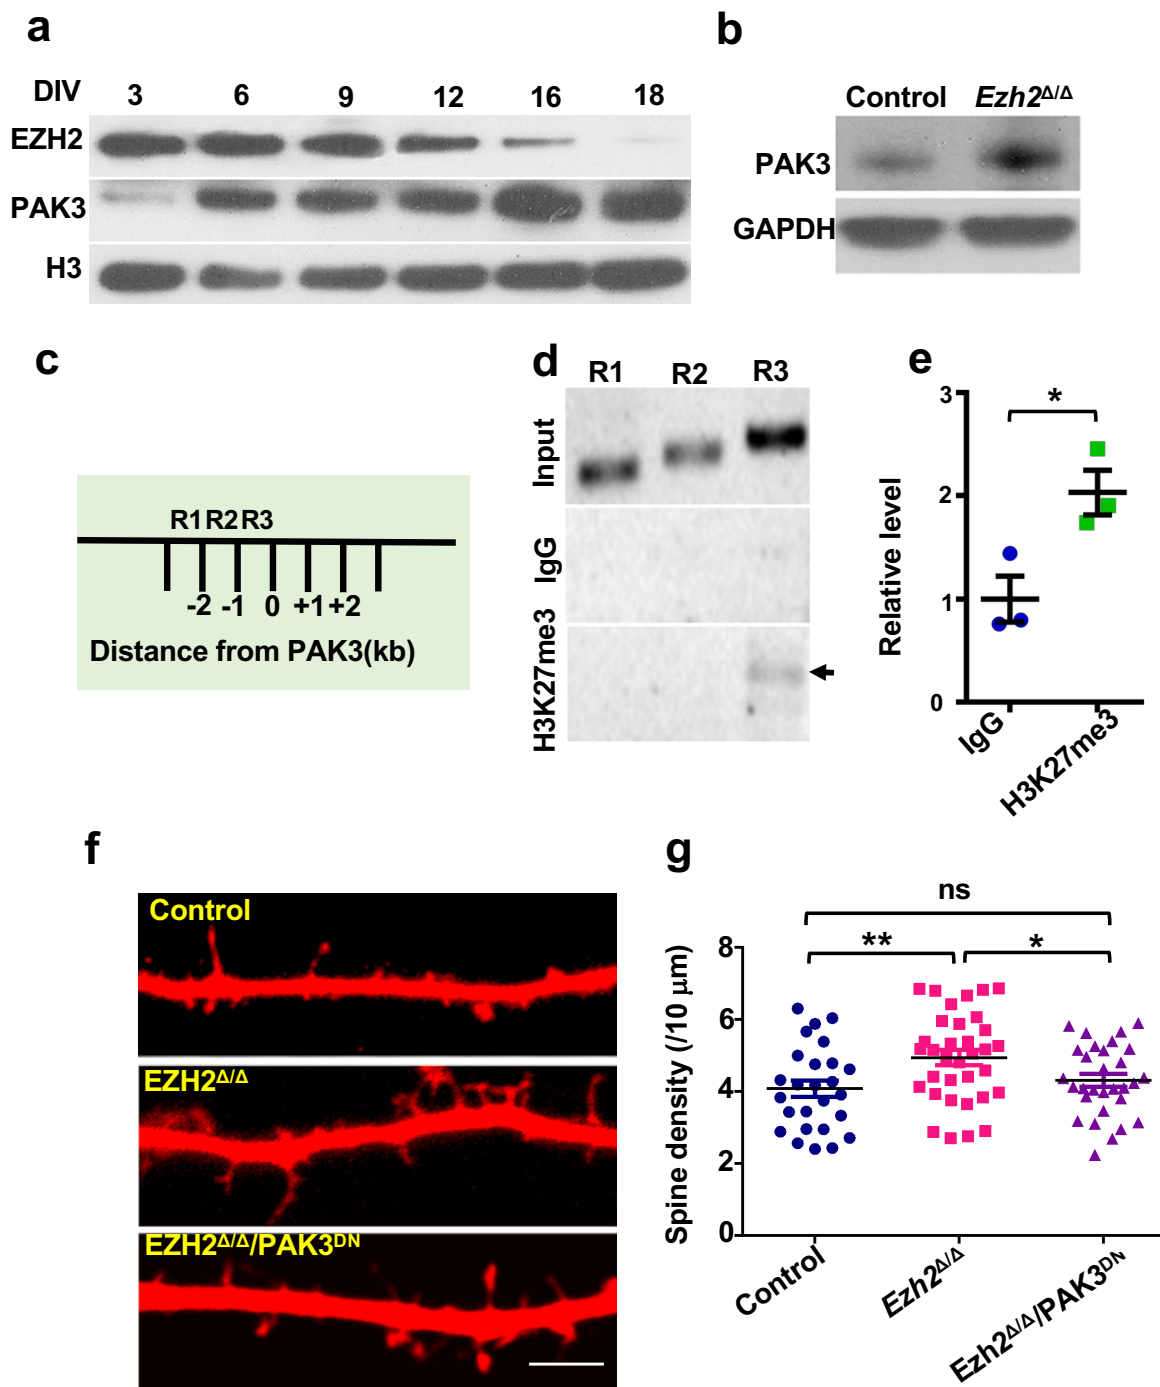 a
DIV 3 6 9 12 16 18
EZH2
PAK3
H3
b
Control Ezh2Δ/Δ
PAK3
GAPDH
c
R1 R2 R3
-2 -1 0 +1 +2
Distance from PAK3(kb)
d
R1 R2 R3
Input
IgG
H3K27me3
e
*
3
2
1
0
Relative level
IgG
H3K27me3
f
Control
EZH2Δ/Δ
EZH2Δ/Δ/PAK3DN
g
ns
** *
8
6
4
2
0
Spine density (/10 μm)
Control
Ezh2Δ/Δ
Ezh2Δ/Δ/PAK3DN